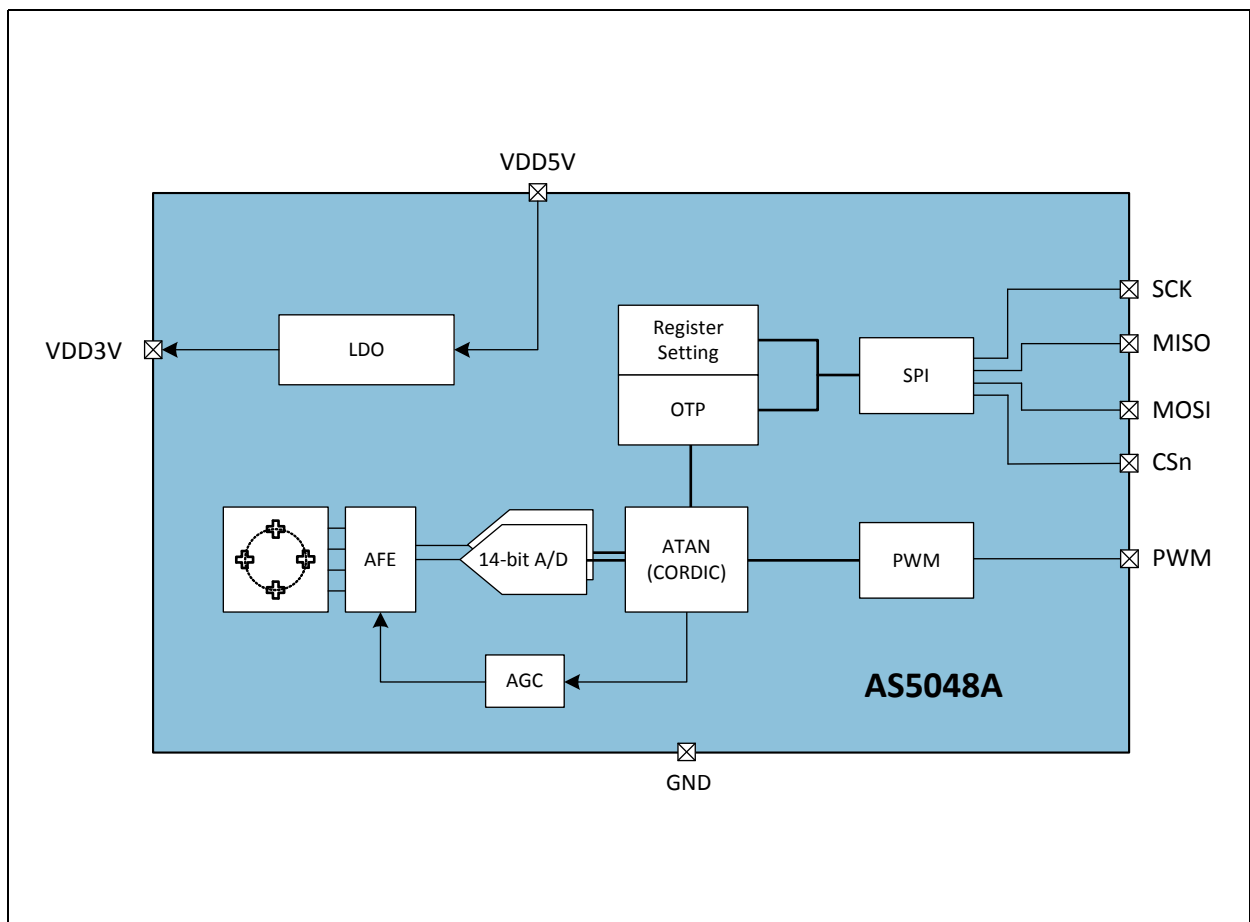 VDD5V
SCK
Register
Setting
MISO
VDD3V
LDO
SPI
OTP
MOSI
CSn
AFE
14-bit A/D
ATAN
(CORDIC)
PWM
PWM
AGC
AS5048A
GND